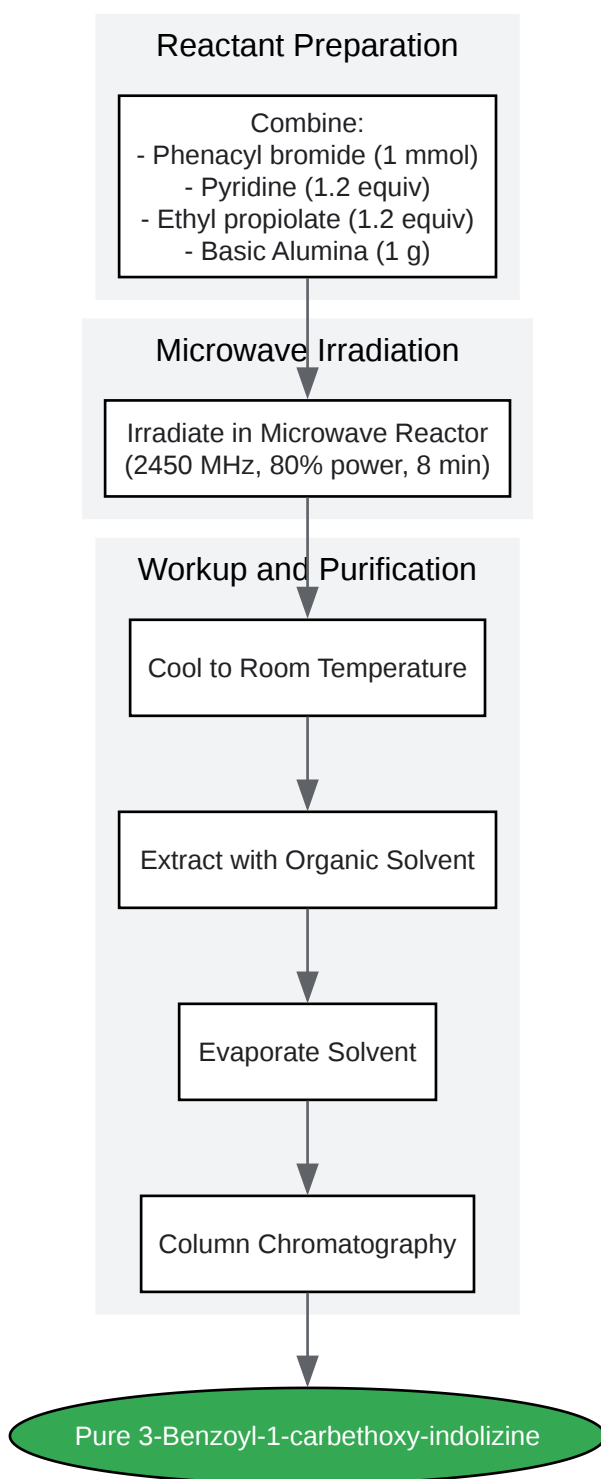 Reactant Preparation
Combine:
- Phenacyl bromide (1 mmol)
- Pyridine (1.2 equiv)
- Ethyl propiolate (1.2 equiv)
- Basic Alumina (1 g)
Microwave Irradiation
Irradiate in Microwave Reactor
(2450 MHz, 80% power, 8 min)
Workup and Purification
Cool to Room Temperature
Extract with Organic Solvent
Evaporate Solvent
Column Chromatography
Pure 3-Benzoyl-1-carbethoxy-indolizine